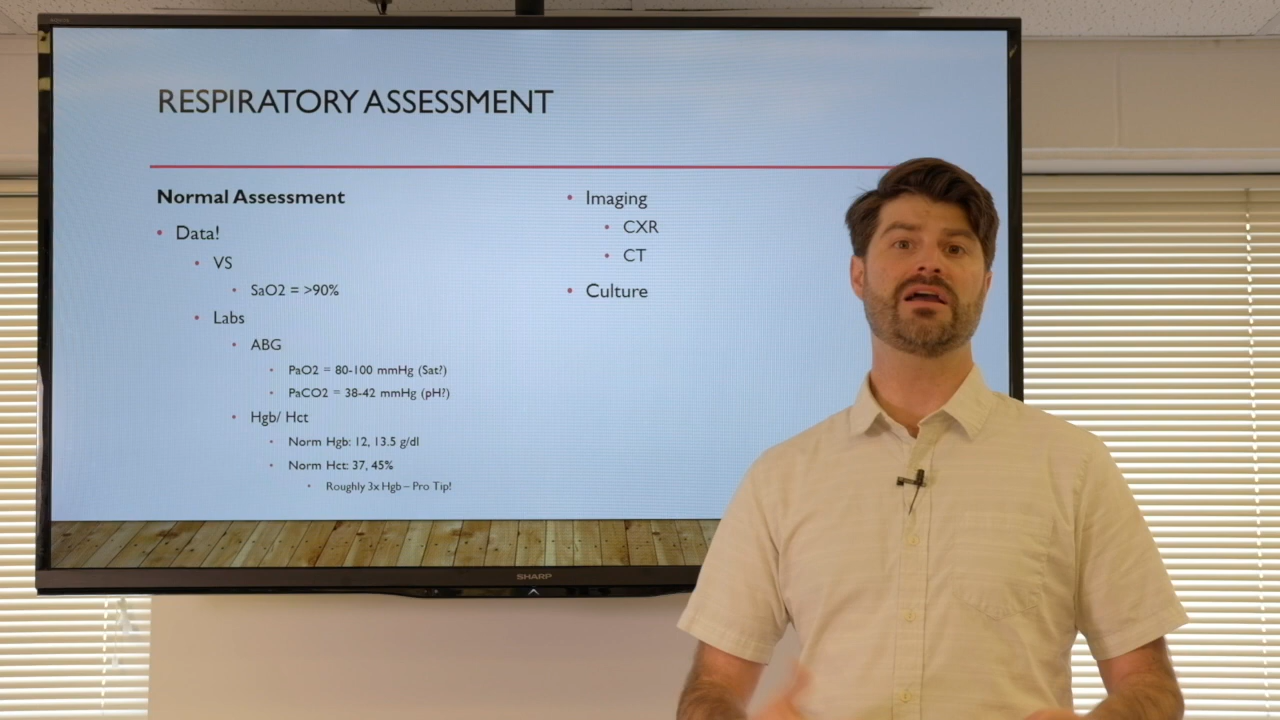 RESPIRATORY ASSESSMENT
Normal Assessment
• Data!
• VS
• SaO2 = >90%
• Labs
• ABG
• PaO2 = 80-100 mmHg (Sat?)
• PaCO2 = 38-42 mmHg (pH?)
• Hgb/ Hct
• Norm Hgb: 12, 13.5 g/dl
• Norm Hct: 37, 45%
• Roughly 3x Hgb – Pro Tip!
• Imaging
• CXR
• CT
• Culture
SHARP